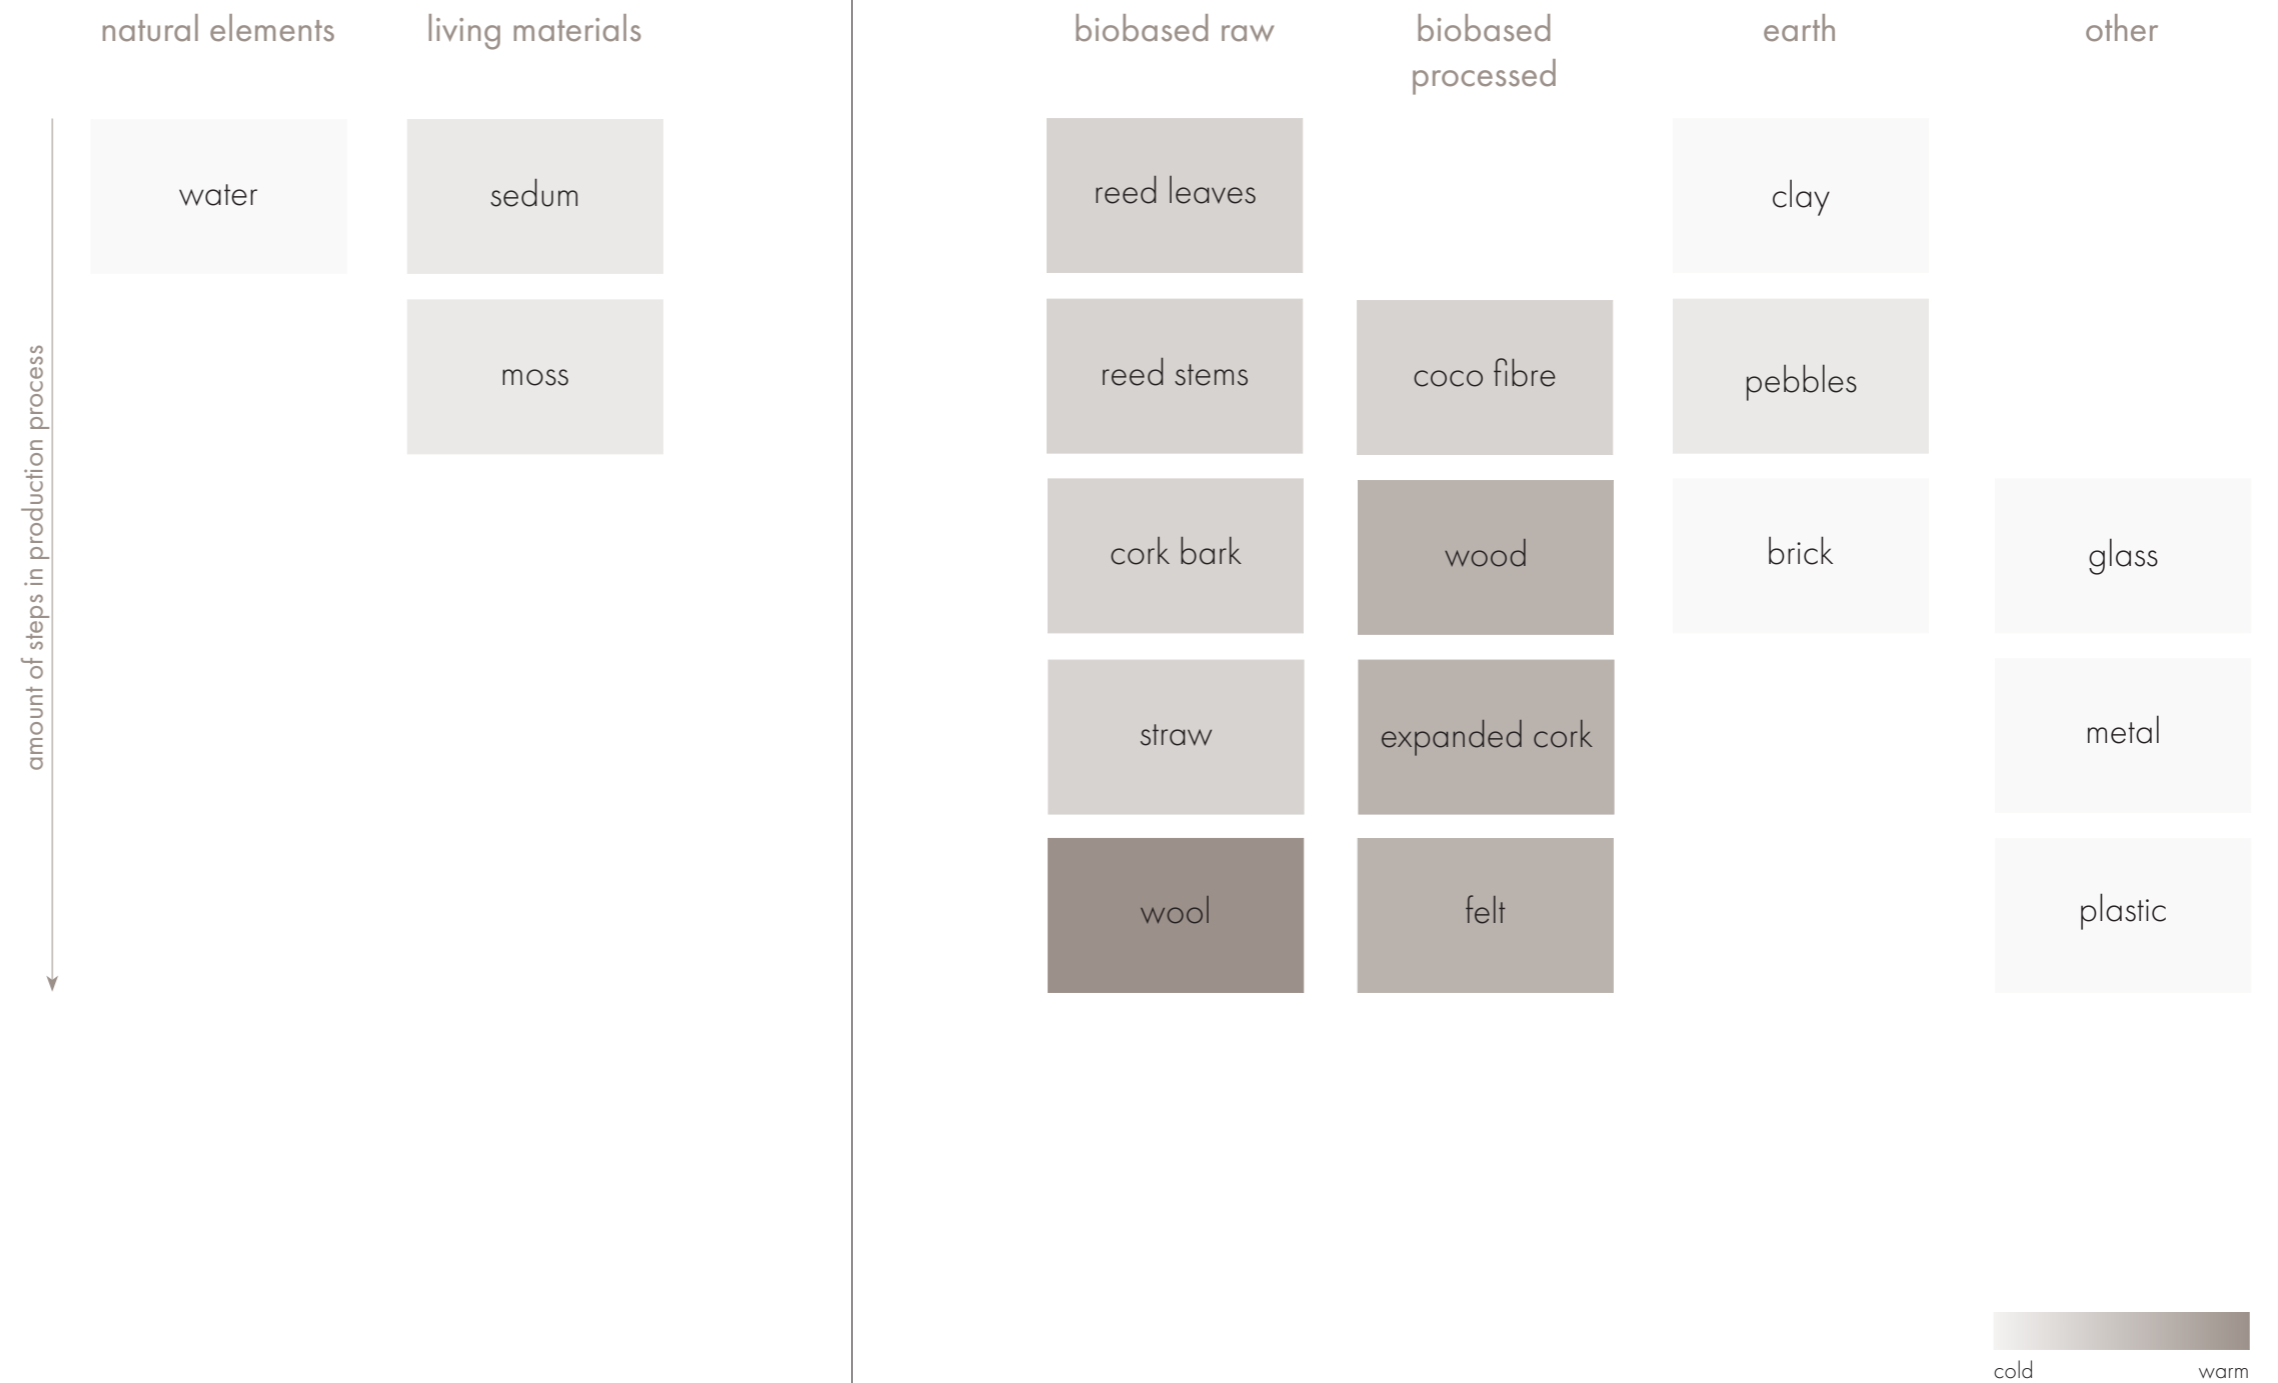 natural elements
living materials
biobased raw
biobased
processed
earth
other
amount of steps in production process
water
sedum
reed leaves
clay
moss
reed stems
coco fibre
pebbles
cork bark
wood
brick
glass
straw
expanded cork
metal
wool
felt
plastic
cold
warm